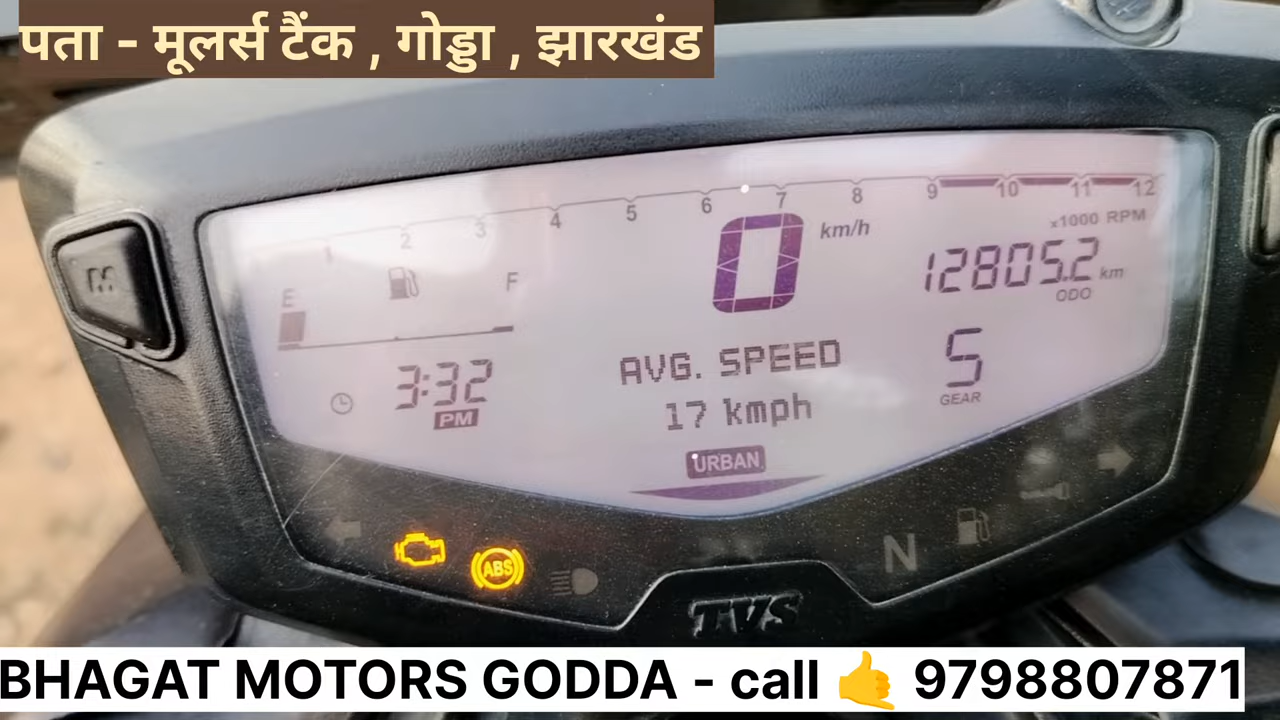 पता - मूलर्स टैंक , गोड्डा , झारखंड
1 2 3 4 5 6 7 8 9 10 11 12
x1000 RPM
E F
0 km/h
12805.2 km
ODO
M
3:32
PM
AVG. SPEED
17 kmph
5
GEAR
URBAN
ABS
N
TVS
BHAGAT MOTORS GODDA - call 🤙 9798807871